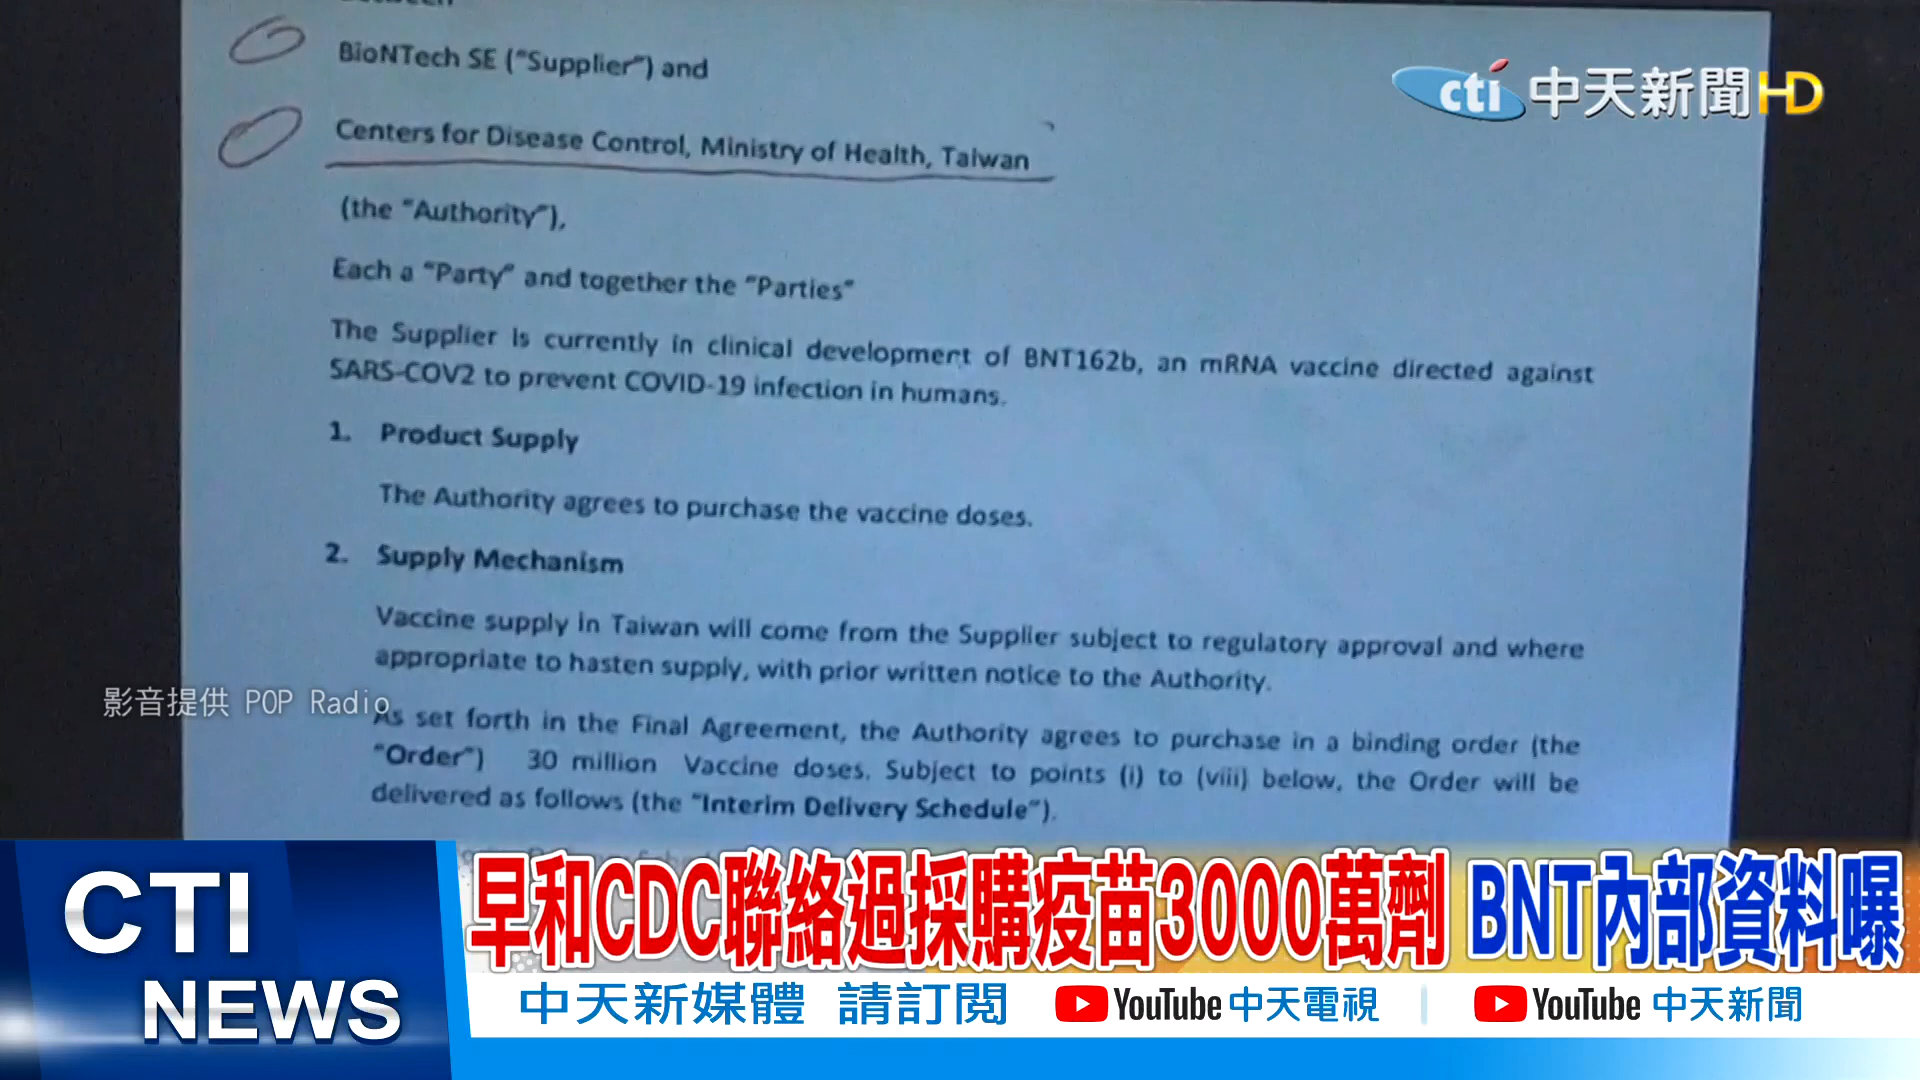 BioNTech SE ("Supplier") and
cti 中天新聞HD
Centers for Disease Control, Ministry of Health, Taiwan
(the "Authority"),
Each a "Party" and together the "Parties"
The Supplier is currently in clinical development of BNT162b, an mRNA vaccine directed against
SARS-COV2 to prevent COVID-19 infection in humans.
1. Product Supply
The Authority agrees to purchase the vaccine doses.
2. Supply Mechanism
Vaccine supply in Taiwan will come from the Supplier subject to regulatory approval and where
appropriate to hasten supply, with prior written notice to the Authority.
影音提供 POP Radio
As set forth in the Final Agreement, the Authority agrees to purchase in a binding order (the
"Order") 30 million Vaccine doses. Subject to points (i) to (viii) below, the Order will be
delivered as follows (the "Interim Delivery Schedule").
CTI NEWS
早和CDC聯絡過採購疫苗3000萬劑 BNT內部資料曝
中天新媒體 請訂閱 YouTube 中天電視 | YouTube 中天新聞